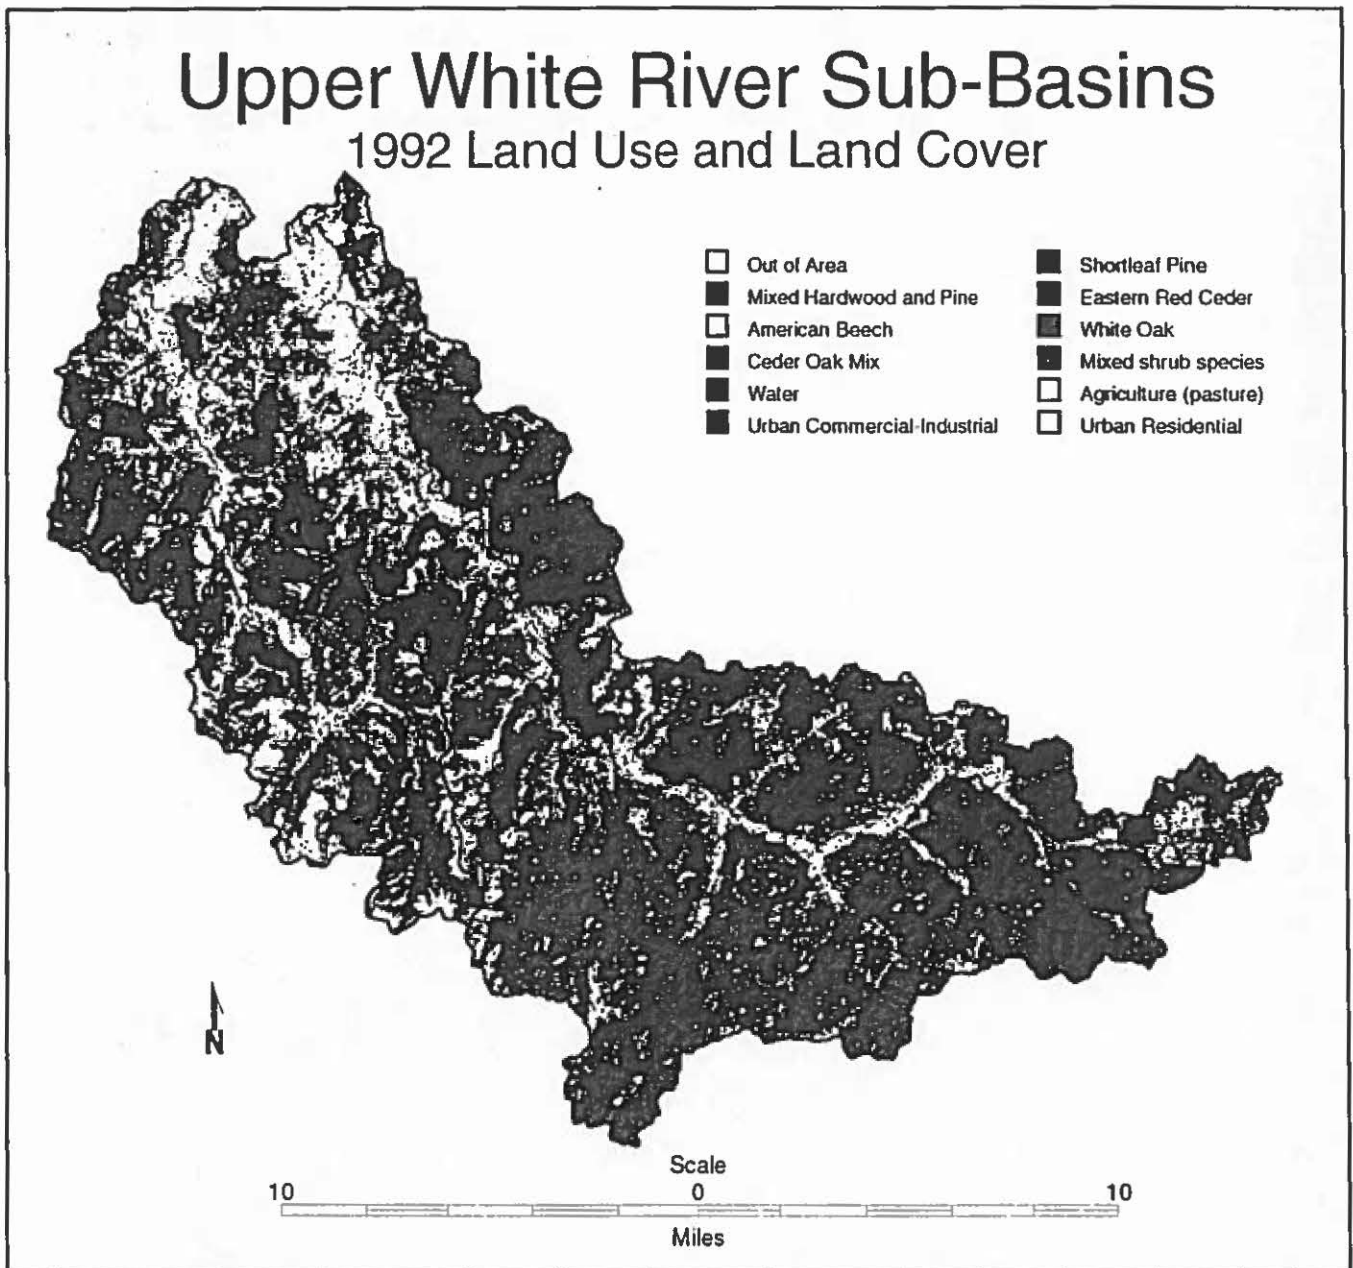 Upper White River Sub-Basins
1992 Land Use and Land Cover
Out of Area
Mixed Hardwood and Pine
American Beech
Ceder Oak Mix
Water
Urban Commercial-Industrial
Shortleaf Pine
Eastern Red Ceder
White Oak
Mixed shrub species
Agriculture (pasture)
Urban Residential
N
Scale
10 0 10
Miles